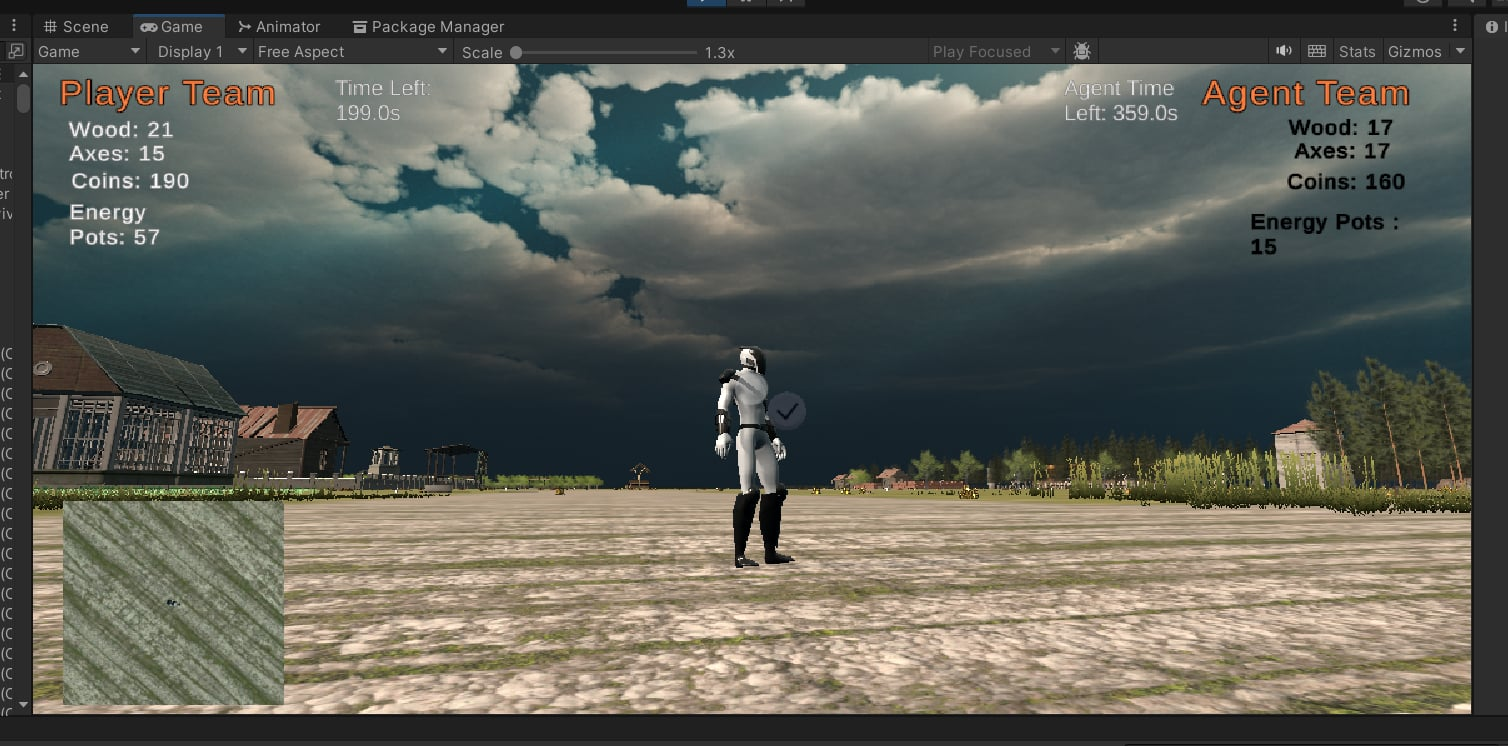 Scene Game Animator Package Manager
Game Display 1 Free Aspect Scale 1.3x Play Focused Stats Gizmos
Player Team
Time Left:
199.0s
Wood: 21
Axes: 15
Coins: 190
Energy
Pots: 57
Agent Time
Left: 359.0s
Agent Team
Wood: 17
Axes: 17
Coins: 160
Energy Pots :
15